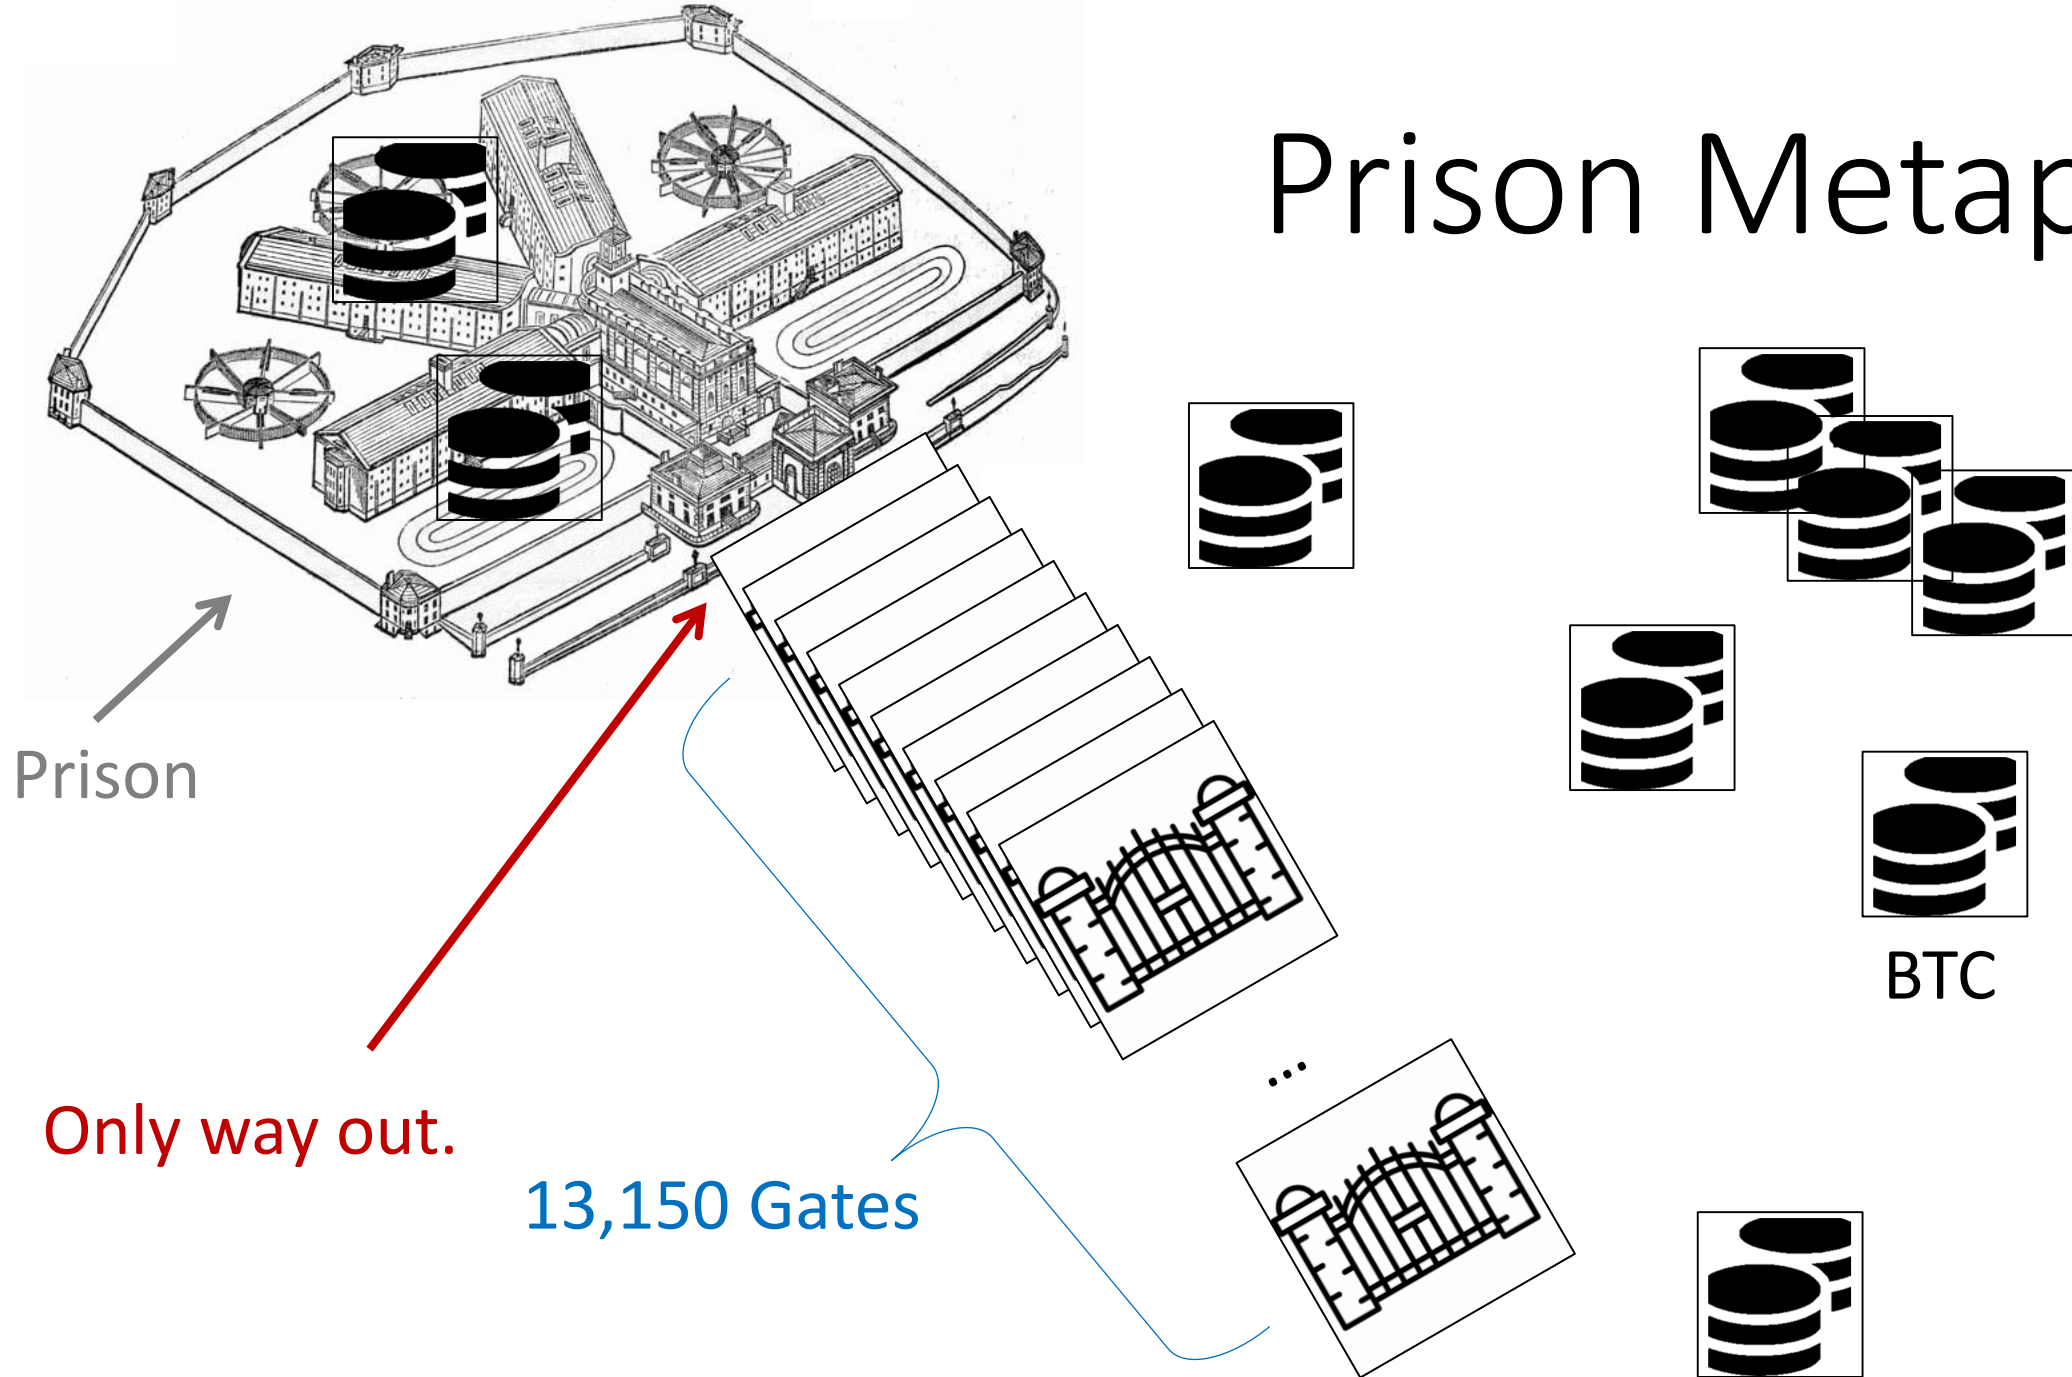 Prison Metap
Prison
BTC
...
Only way out.
13,150 Gates